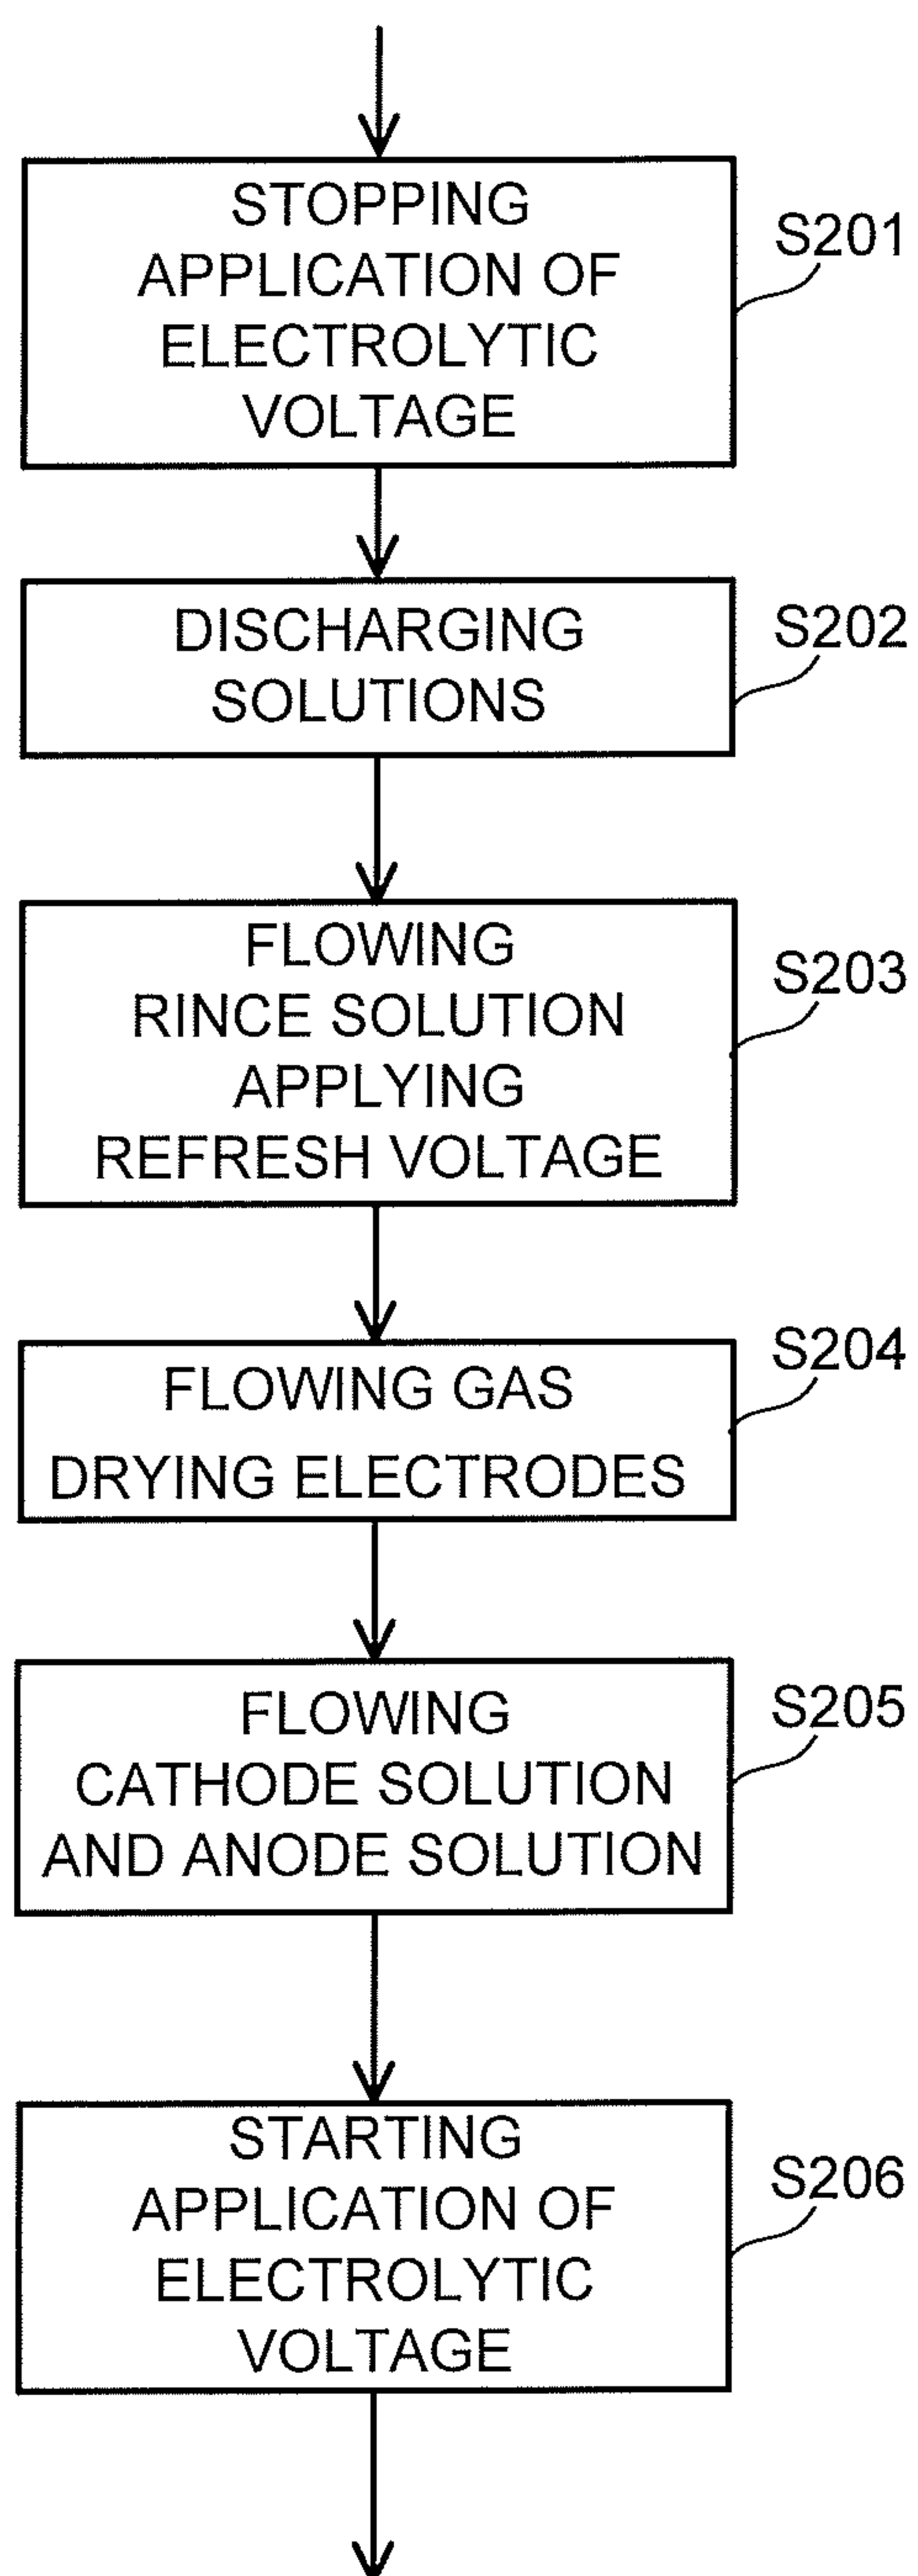 STOPPING
APPLICATION OF
ELECTROLYTIC
VOLTAGE
S201
DISCHARGING
SOLUTIONS
S202
FLOWING
RINCE SOLUTION
APPLYING
REFRESH VOLTAGE
S203
FLOWING GAS
DRYING ELECTRODES
S204
FLOWING
CATHODE SOLUTION
AND ANODE SOLUTION
S205
STARTING
APPLICATION OF
ELECTROLYTIC
VOLTAGE
S206